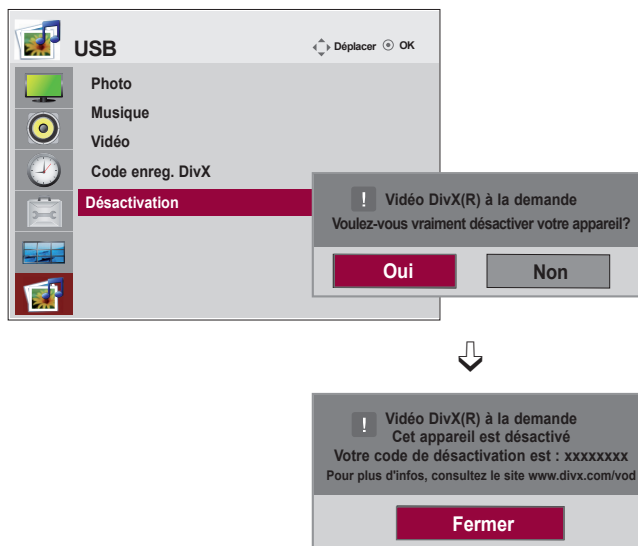 USB
Déplacer OK
Photo
Musique
Vidéo
Code enreg. DivX
Désactivation
! Vidéo DivX(R) à la demande
Voulez-vous vraiment désactiver votre appareil?
Oui Non
! Vidéo DivX(R) à la demande
Cet appareil est désactivé
Votre code de désactivation est : xxxxxxxx
Pour plus d'infos, consultez le site www.divx.com/vod
Fermer